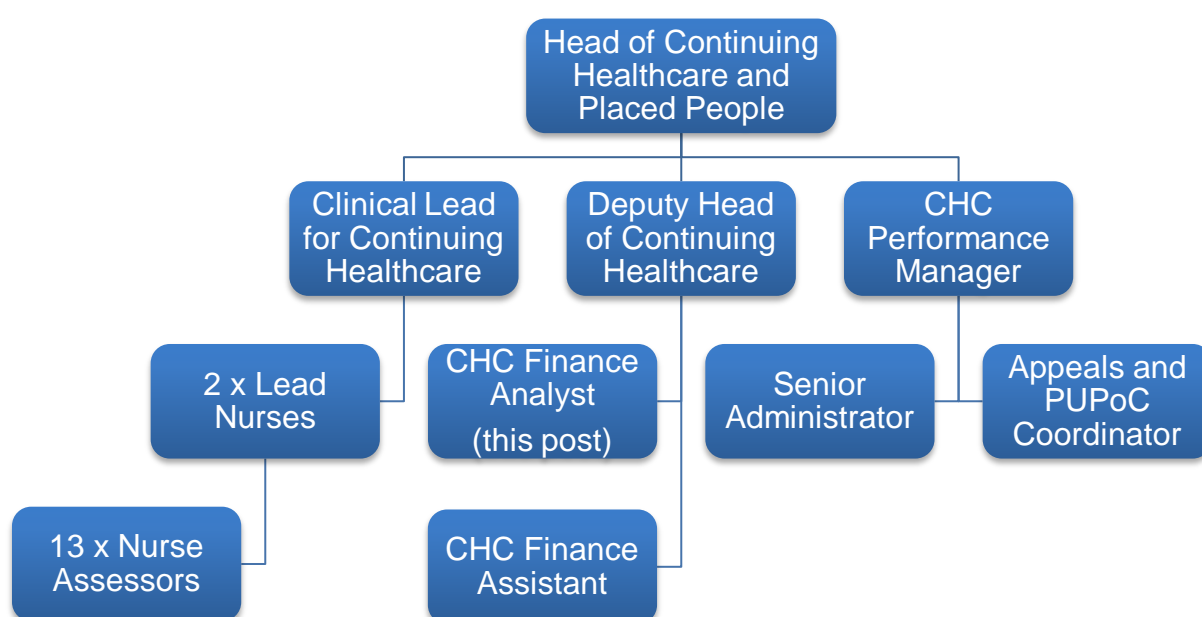 Head of Continuing
Healthcare and
Placed People
Clinical Lead
for Continuing
Healthcare
Deputy Head
of Continuing
Healthcare
CHC
Performance
Manager
2 x Lead
Nurses
CHC Finance
Analyst
(this post)
Senior
Administrator
Appeals and
PUPoC
Coordinator
13 x Nurse
Assessors
CHC Finance
Assistant